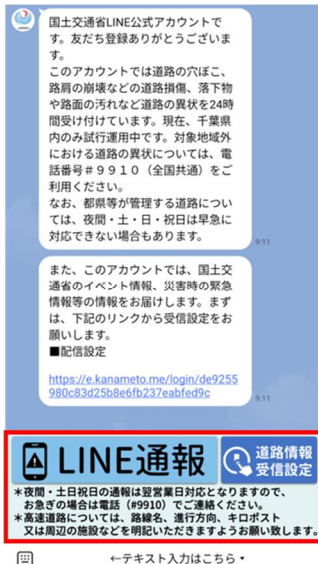 国土交通省LINE公式アカウントで
す。友だち登録ありがとうございま
す。
このアカウントでは道路の穴ぼこ、
路肩の崩壊などの道路損傷、落下物
や路面の汚れなど道路の異状を24時
間受け付けています。現在、千葉県
内のみ試行運用中です。対象地域外
における道路の異状については、電
話番号＃９９１０（全国共通）をご
利用ください。
なお、都県等が管理する道路につい
ては、夜間・土・日・祝日は早急に
対応できない場合もあります。
9:11
また、このアカウントでは、国土交
通省のイベント情報、災害時の緊急
情報等の情報をお届けします。まず
は、下記のリンクから受信設定をお
願いします。
■配信設定
https://e.kanameto.me/login/de9255
980c83d25b8e6fb237eabfed9c
9:11
LINE通報
道路情報
受信設定
＊夜間・土日祝日の通報は翌営業日対応となりますので、
お急ぎの場合は電話（#9910）でご連絡ください。
＊高速道路については、路線名、進行方向、キロポスト
又は周辺の施設などを明記いただきますようお願い致します。
←テキスト入力はこちら▼